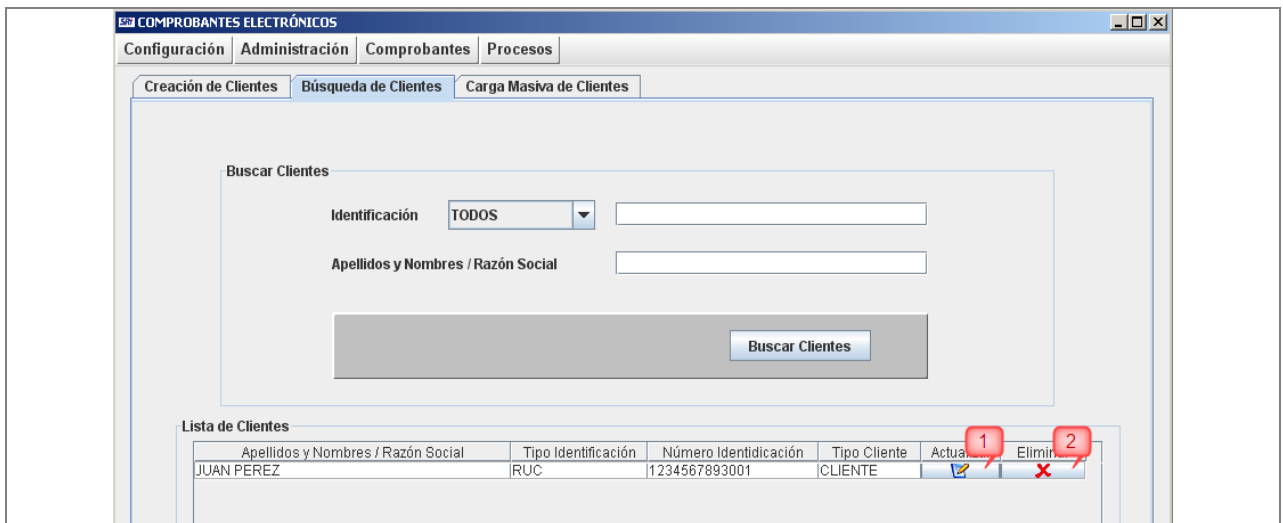 SRI COMPROBANTES ELECTRÓNICOS
Configuración Administración Comprobantes Procesos
Creación de Clientes Búsqueda de Clientes Carga Masiva de Clientes
Buscar Clientes
Identificación TODOS
Apellidos y Nombres / Razón Social
Buscar Clientes
Lista de Clientes
1 2
Apellidos y Nombres / Razón Social Tipo Identificación Número Identidicación Tipo Cliente
JUAN PEREZ RUC 1234567893001 CLIENTE